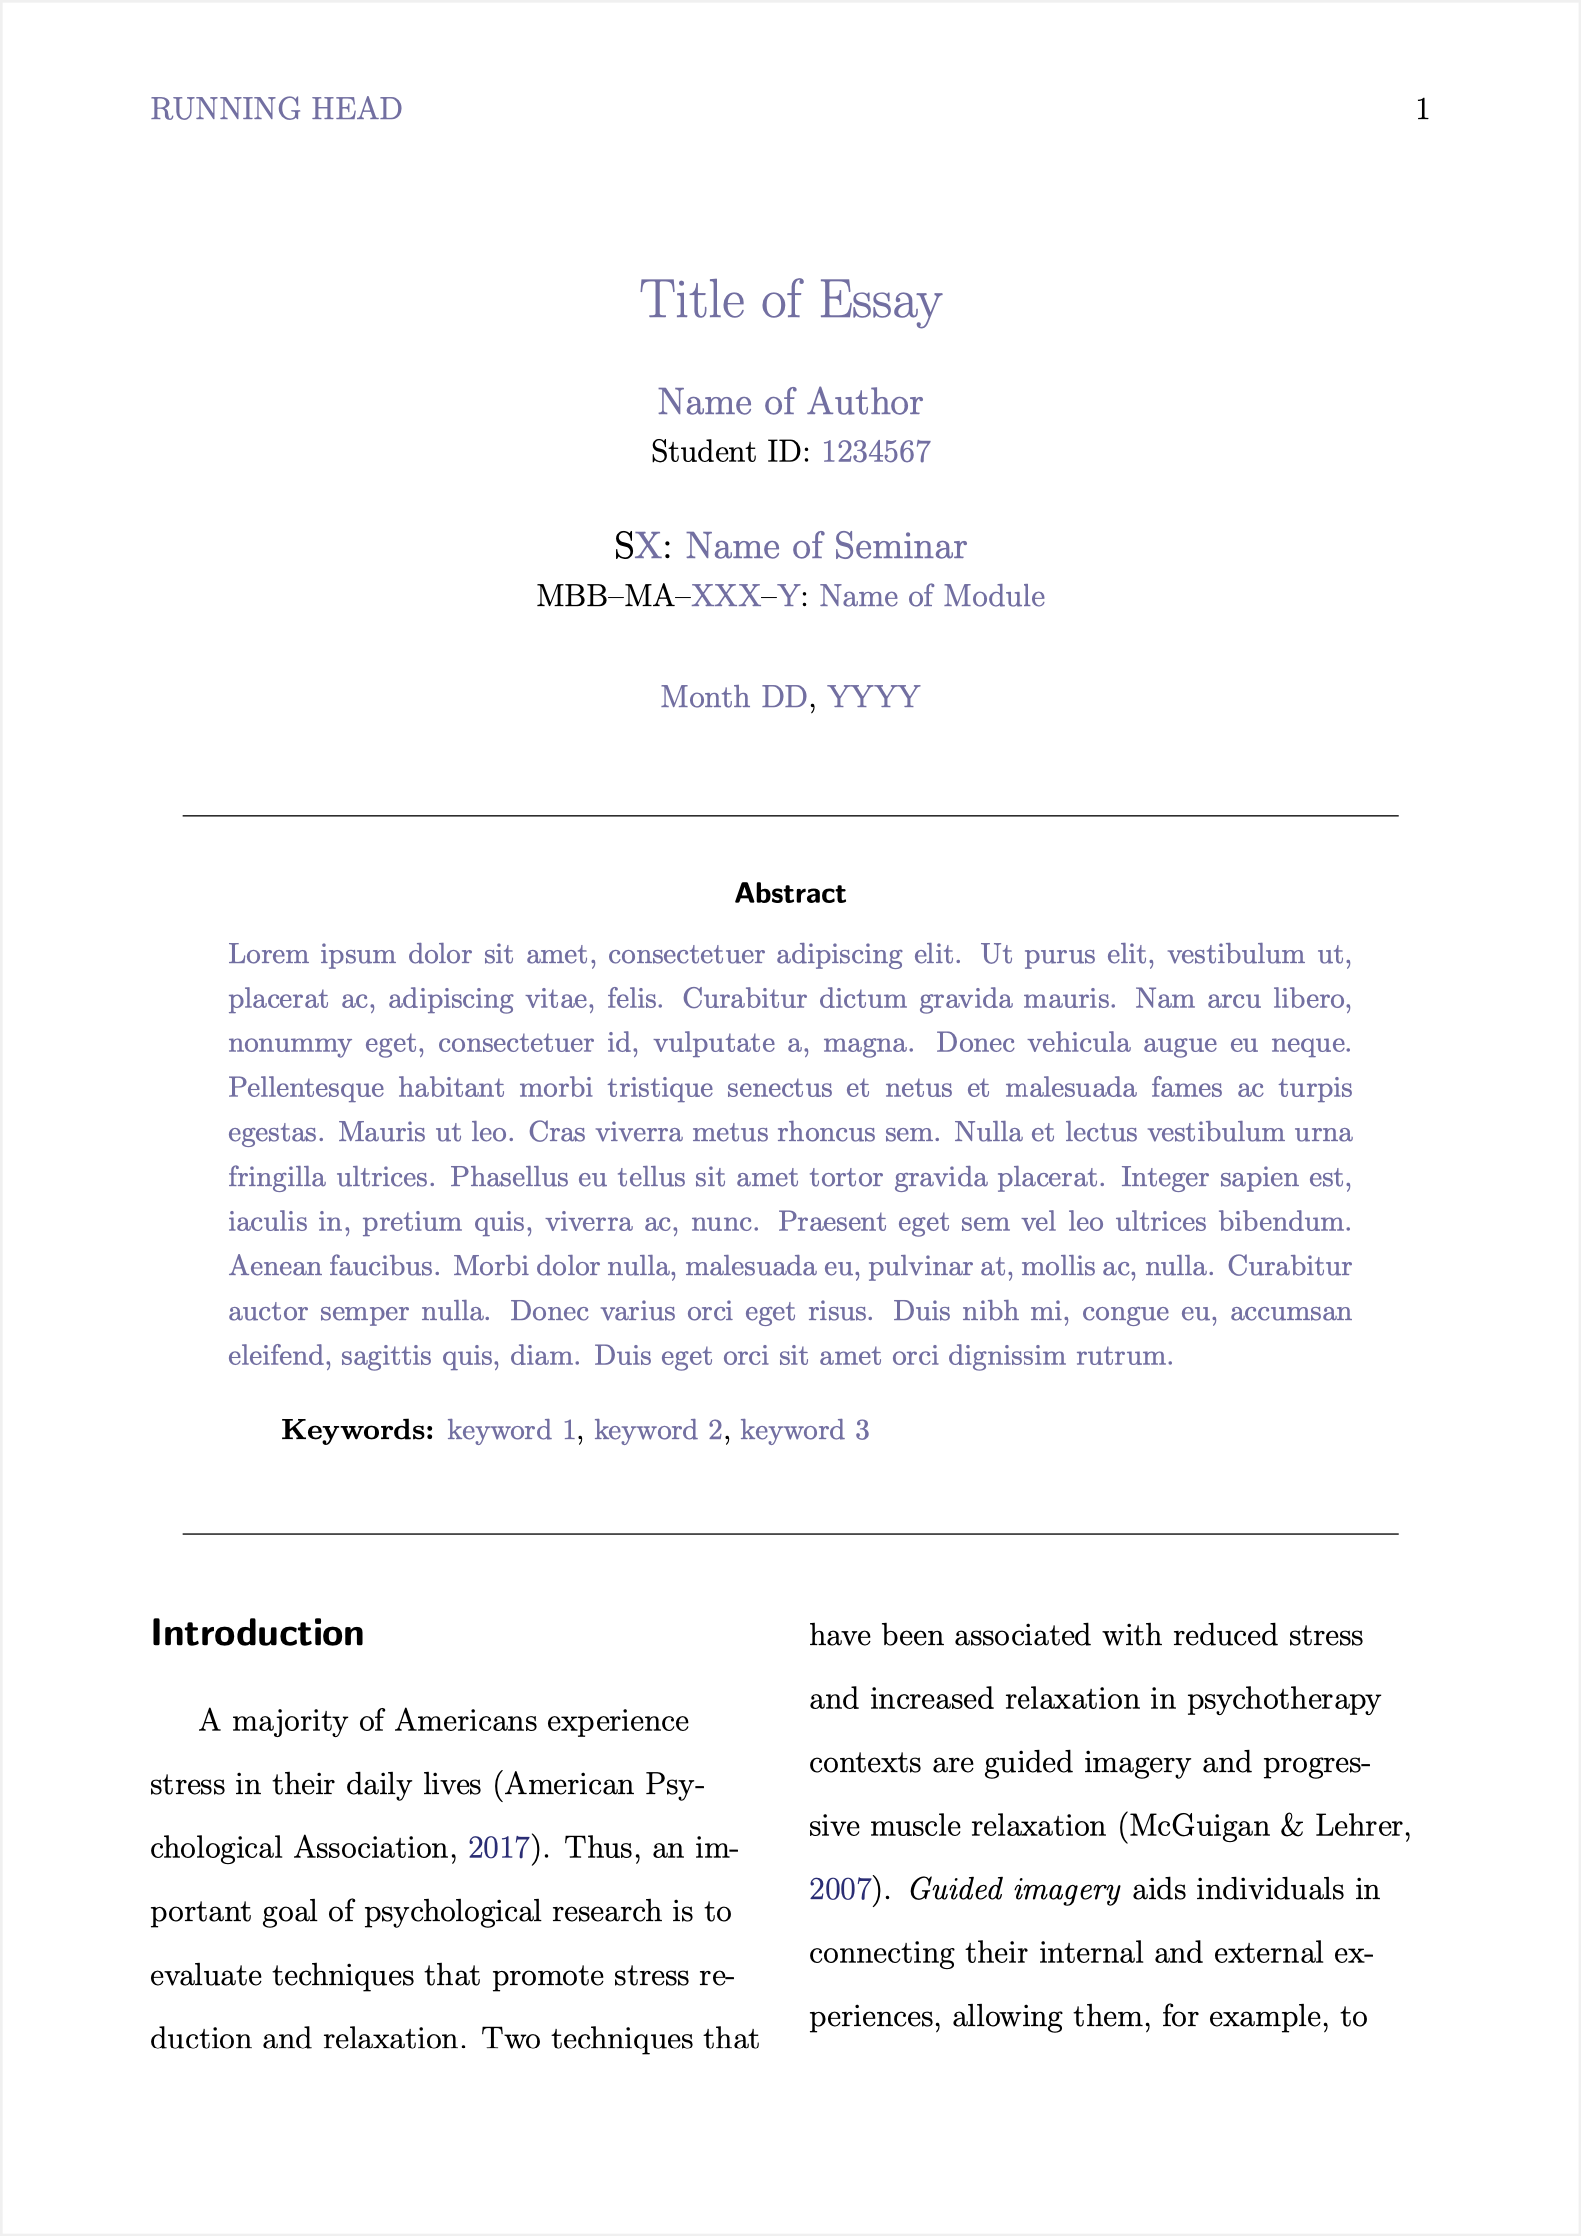 RUNNING HEAD 1
Title of Essay
Name of Author
Student ID: 1234567
SX: Name of Seminar
MBB–MA–XXX–Y: Name of Module
Month DD, YYYY
Abstract
Lorem ipsum dolor sit amet, consectetuer adipiscing elit. Ut purus elit, vestibulum ut,
placerat ac, adipiscing vitae, felis. Curabitur dictum gravida mauris. Nam arcu libero,
nonummy eget, consectetuer id, vulputate a, magna. Donec vehicula augue eu neque.
Pellentesque habitant morbi tristique senectus et netus et malesuada fames ac turpis
egestas. Mauris ut leo. Cras viverra metus rhoncus sem. Nulla et lectus vestibulum urna
fringilla ultrices. Phasellus eu tellus sit amet tortor gravida placerat. Integer sapien est,
iaculis in, pretium quis, viverra ac, nunc. Praesent eget sem vel leo ultrices bibendum.
Aenean faucibus. Morbi dolor nulla, malesuada eu, pulvinar at, mollis ac, nulla. Curabitur
auctor semper nulla. Donec varius orci eget risus. Duis nibh mi, congue eu, accumsan
eleifend, sagittis quis, diam. Duis eget orci sit amet orci dignissim rutrum.
Keywords: keyword 1, keyword 2, keyword 3
Introduction
A majority of Americans experience
stress in their daily lives (American Psy-
chological Association, 2017). Thus, an im-
portant goal of psychological research is to
evaluate techniques that promote stress re-
duction and relaxation. Two techniques that
have been associated with reduced stress
and increased relaxation in psychotherapy
contexts are guided imagery and progres-
sive muscle relaxation (McGuigan & Lehrer,
2007). Guided imagery aids individuals in
connecting their internal and external ex-
periences, allowing them, for example, to